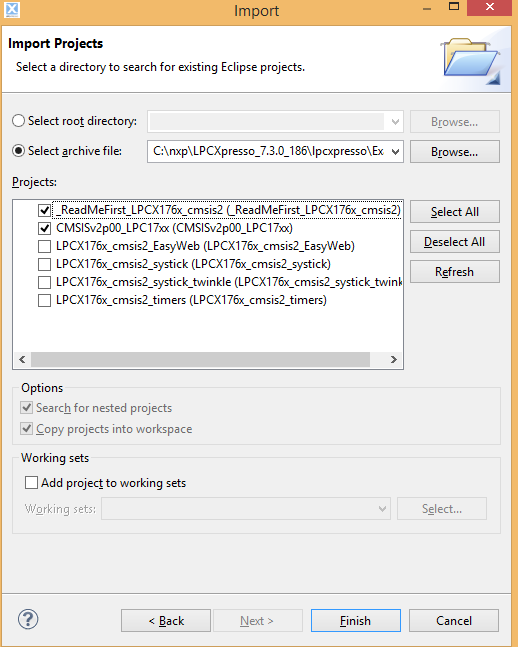 Import
Import Projects
Select a directory to search for existing Eclipse projects.
Select root directory:
Browse...
Select archive file:
C:\nxp\LPCXpresso_7.3.0_186\lpcxpresso\Ex
Browse...
Projects:
_ReadMeFirst_LPCX176x_cmsis2 (_ReadMeFirst_LPCX176x_cmsis2)
CMSISv2p00_LPC17xx (CMSISv2p00_LPC17xx)
LPCX176x_cmsis2_EasyWeb (LPCX176x_cmsis2_EasyWeb)
LPCX176x_cmsis2_systick (LPCX176x_cmsis2_systick)
LPCX176x_cmsis2_systick_twinkle (LPCX176x_cmsis2_systick_twink
LPCX176x_cmsis2_timers (LPCX176x_cmsis2_timers)
Select All
Deselect All
Refresh
Options
Search for nested projects
Copy projects into workspace
Working sets
Add project to working sets
Working sets:
Select...
< Back
Next >
Finish
Cancel